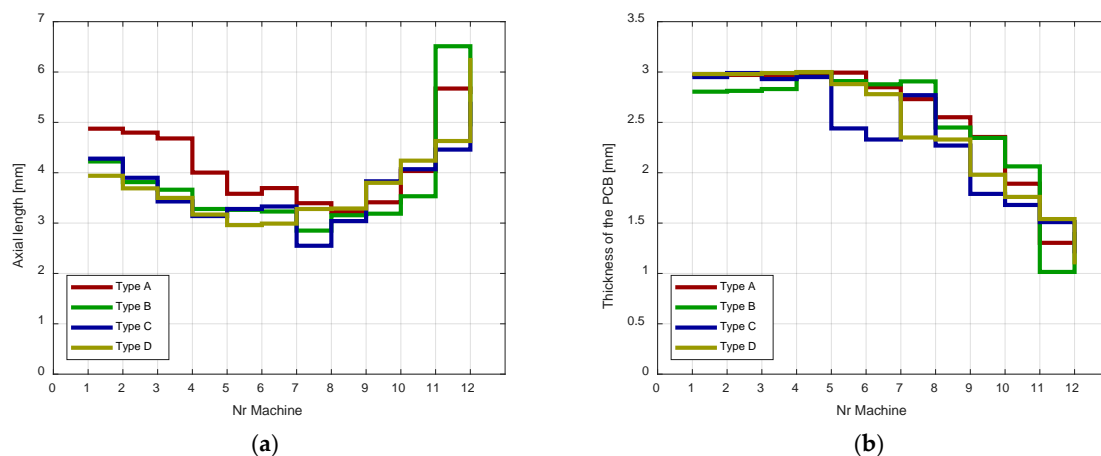 7
6
5
4
3
2
1
0
Axial length [mm]
Type A
Type B
Type C
Type D
0 1 2 3 4 5 6 7 8 9 10 11 12
Nr Machine
(a)
3.5
3
2.5
2
1.5
1
0.5
0
Thickness of the PCB [mm]
Type A
Type B
Type C
Type D
0 1 2 3 4 5 6 7 8 9 10 11 12
Nr Machine
(b)